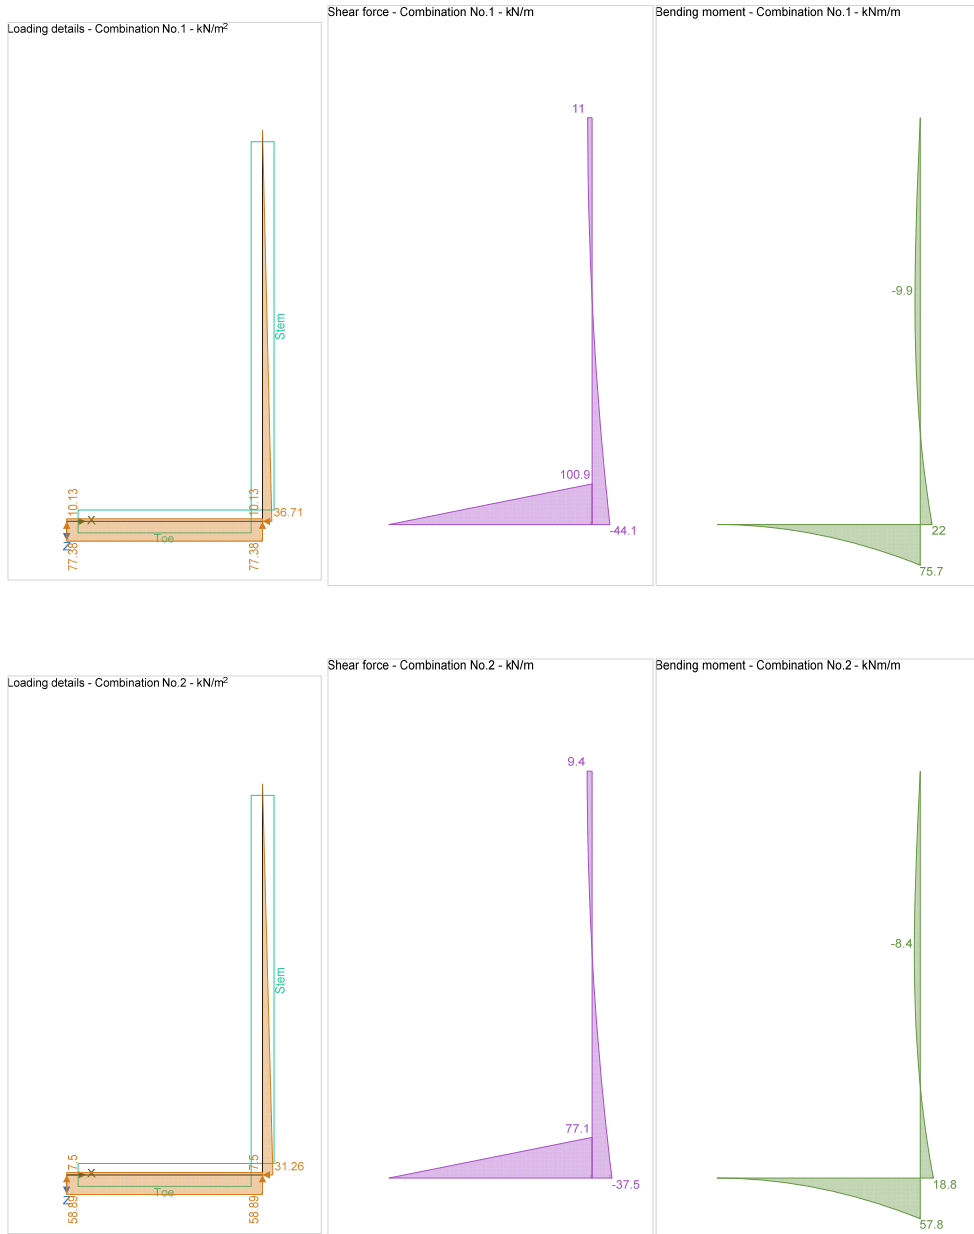 Loading details - Combination No.1 - kN/m²
Shear force - Combination No.1 - kN/m
Bending moment - Combination No.1 - kNm/m
11
-9.9
Stem
100.9
10.13
10.13
36.71
X
Toe
Z
77.38
77.38
-44.1
22
75.7
Loading details - Combination No.2 - kN/m²
Shear force - Combination No.2 - kN/m
Bending moment - Combination No.2 - kNm/m
9.4
-8.4
Stem
77.1
7.5
7.5
31.26
X
Toe
Z
58.89
58.89
-37.5
18.8
57.8